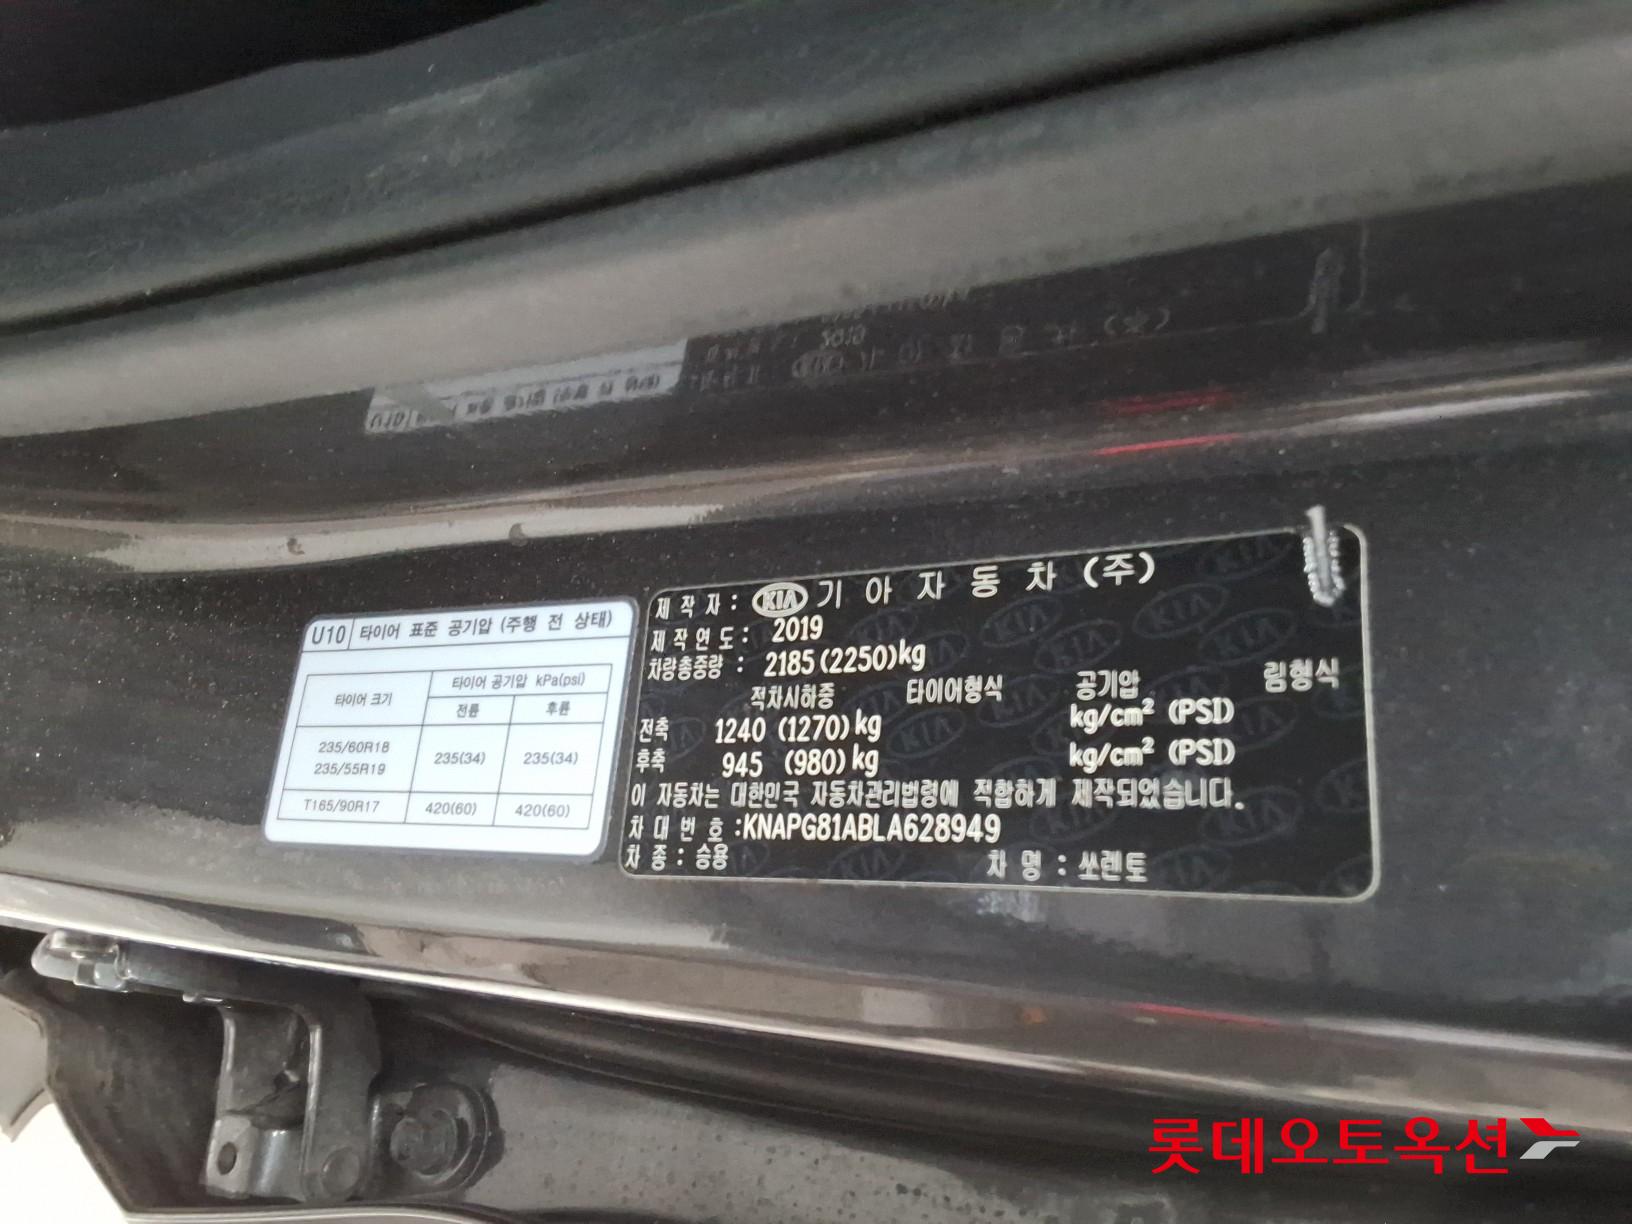 U10 타이어 표준 공기압 (주행 전 상태)
타이어 크기 타이어 공기압 kPa(psi)
전륜 후륜
235/60R18
235/55R19 235(34) 235(34)
T165/90R17 420(60) 420(60)
제작자: KIA 기아자동차 (주)
제작연도: 2019
차량총중량 : 2185 (2250)kg
적차시하중 타이어형식 공기압 림형식
전축 1240 (1270) kg kg/cm² (PSI)
후축 945 (980) kg kg/cm² (PSI)
이 자동차는 대한민국 자동차관리법령에 적합하게 제작되었습니다.
차대번호:KNAPG81ABLA628949
차종: 승용 차명: 쏘렌토
롯데오토옥션